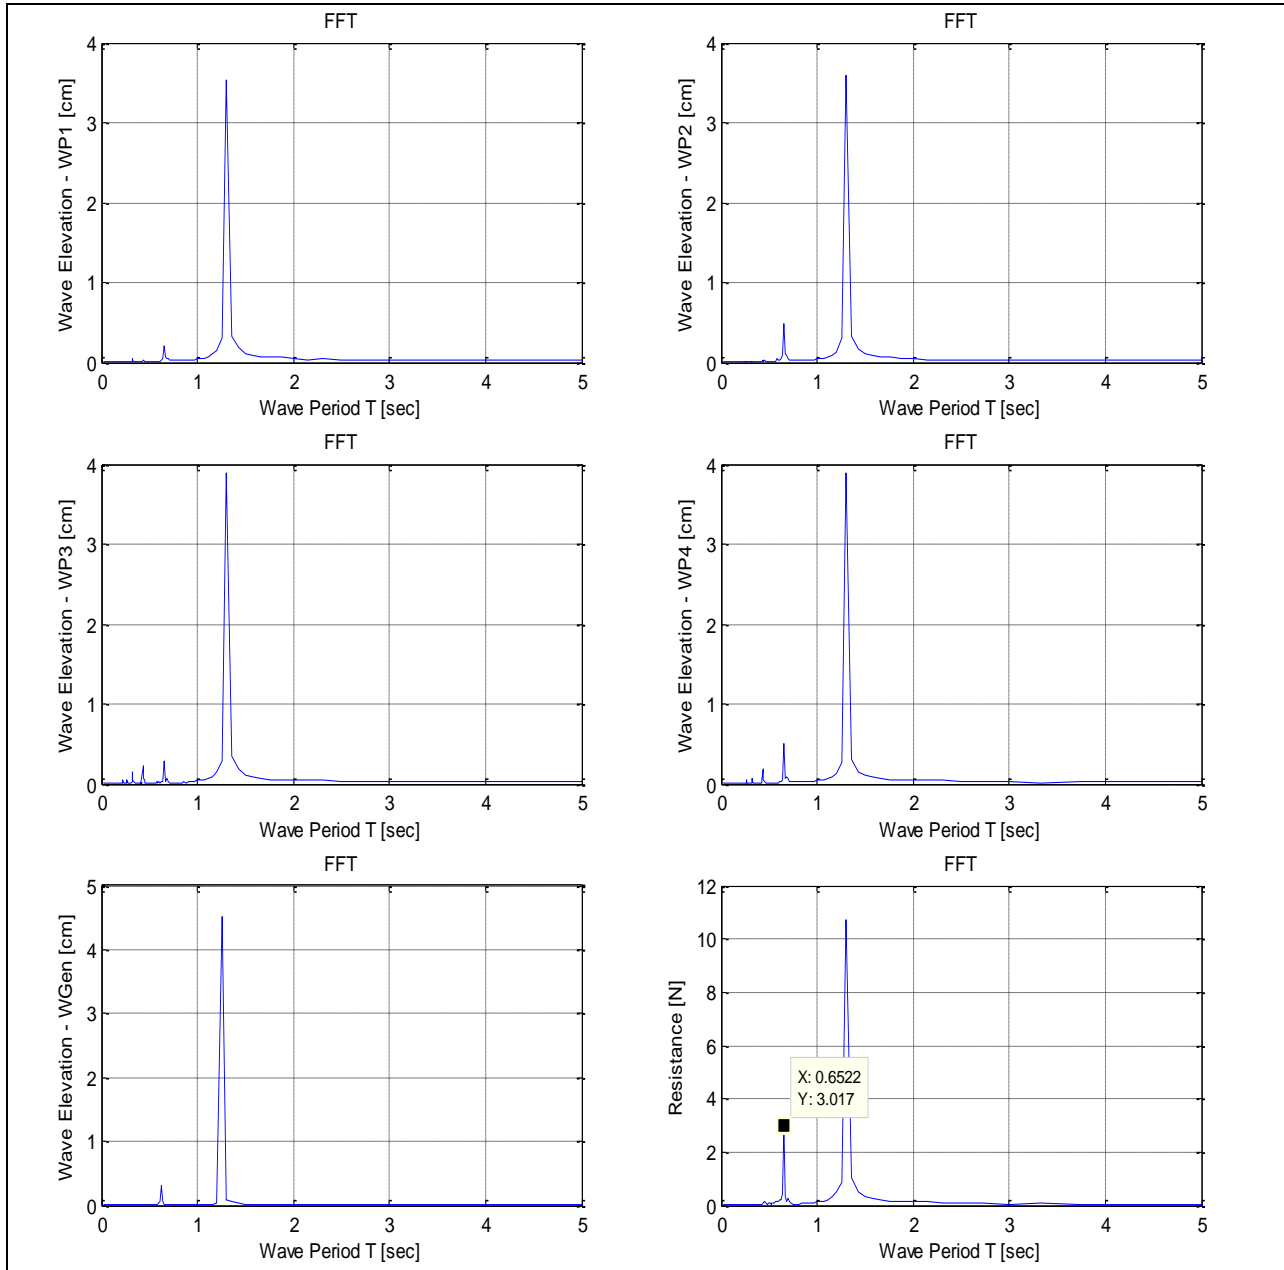 FFT
Wave Elevation - WP1 [cm]
4
3
2
1
0
0 1 2 3 4 5
Wave Period T [sec]
FFT
Wave Elevation - WP2 [cm]
4
3
2
1
0
0 1 2 3 4 5
Wave Period T [sec]
FFT
Wave Elevation - WP3 [cm]
4
3
2
1
0
0 1 2 3 4 5
Wave Period T [sec]
FFT
Wave Elevation - WP4 [cm]
4
3
2
1
0
0 1 2 3 4 5
Wave Period T [sec]
FFT
Wave Elevation - WGen [cm]
5
4
3
2
1
0
0 1 2 3 4 5
Wave Period T [sec]
FFT
Resistance [N]
12
10
8
6
4
2
0
X: 0.6522
Y: 3.017
0 1 2 3 4 5
Wave Period T [sec]